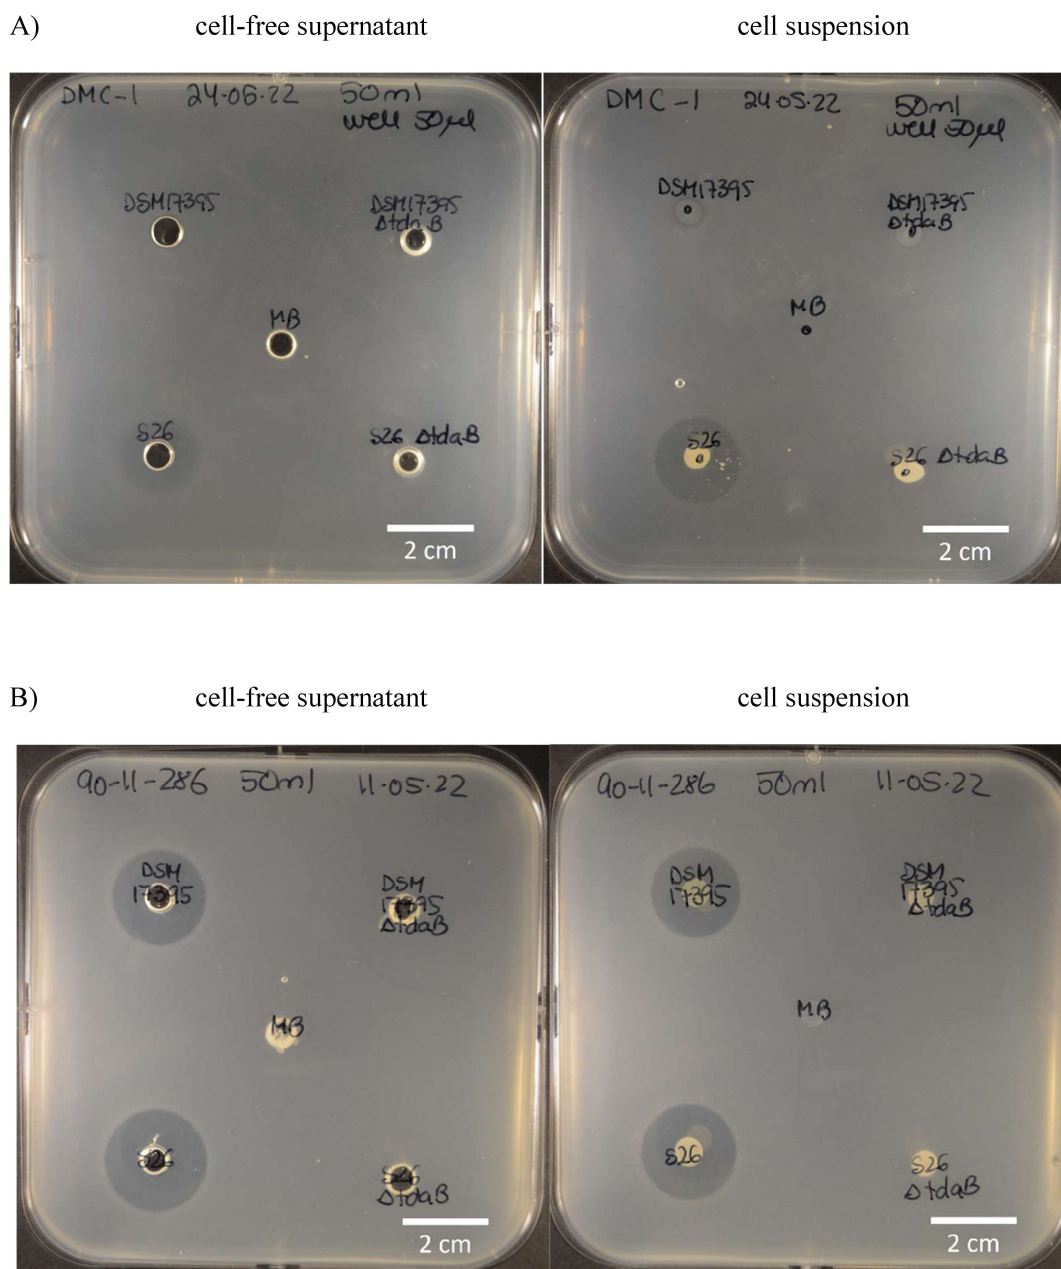 A)
cell-free supernatant
cell suspension
DMC-1 24.05.22 50ml
well 50µl
DSM17395
DSM17395
ΔtdaB
MB
S26
S26 ΔtdaB
2 cm
DMC-1 24.05.22 50ml
well 50µl
DSM17395
DSM17395
ΔtdaB
MB
S26
S26 ΔtdaB
2 cm
B)
cell-free supernatant
cell suspension
90-11-286 50ml 11.05.22
DSM
17395
DSM
17395
ΔtdaB
MB
S26
S26
ΔtdaB
2 cm
90-11-286 50ml 11.05.22
DSM
17395
DSM
17395
ΔtdaB
MB
S26
S26
ΔtdaB
2 cm